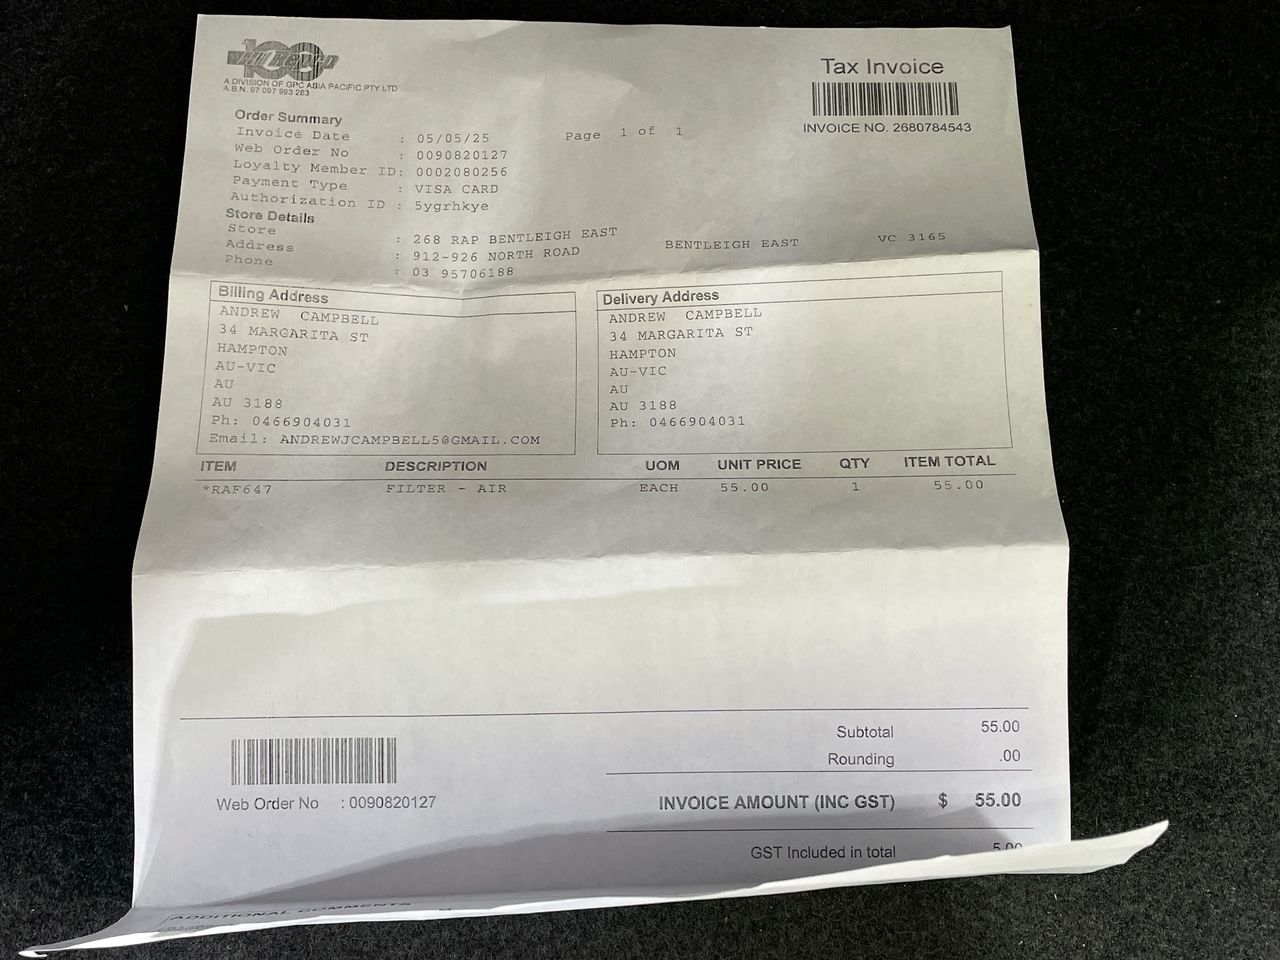 100
Repco
A DIVISION OF GPC ASIA PACIFIC PTY LTD
A.B.N. 97 097 993 283
Tax Invoice
INVOICE NO. 2680784543
Order Summary
Invoice Date : 05/05/25 Page 1 of 1
Web Order No : 0090820127
Loyalty Member ID: 0002080256
Payment Type : VISA CARD
Authorization ID : 5ygrhkye
Store Details
Store : 268 RAP BENTLEIGH EAST
Address : 912-926 NORTH ROAD BENTLEIGH EAST VC 3165
Phone : 03 95706188
Billing Address
ANDREW CAMPBELL
34 MARGARITA ST
HAMPTON
AU-VIC
AU
AU 3188
Ph: 0466904031
Email: ANDREWJCAMPBELL5@GMAIL.COM
Delivery Address
ANDREW CAMPBELL
34 MARGARITA ST
HAMPTON
AU-VIC
AU
AU 3188
Ph: 0466904031
ITEM DESCRIPTION UOM UNIT PRICE QTY ITEM TOTAL
*RAF647 FILTER - AIR EACH 55.00 1 55.00
Web Order No : 0090820127
Subtotal 55.00
Rounding .00
INVOICE AMOUNT (INC GST) $ 55.00
GST Included in total 5.00
ADDITIONAL COMMENTS